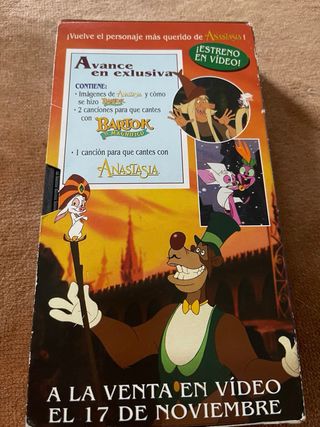 ¡Vuelve el personaje más querido de ANASTASIA!
¡ESTRENO
EN VÍDEO!
Avance
en exlusiva
CONTIENE:
· Imágenes de ANASTASIA y cómo
se hizo BARTOK
· 2 canciones para que cantes
con BARTOK
EL MAGNÍFICO
· 1 canción para que cantes con
ANASTASIA
A LA VENTA EN VÍDEO
EL 17 DE NOVIEMBRE